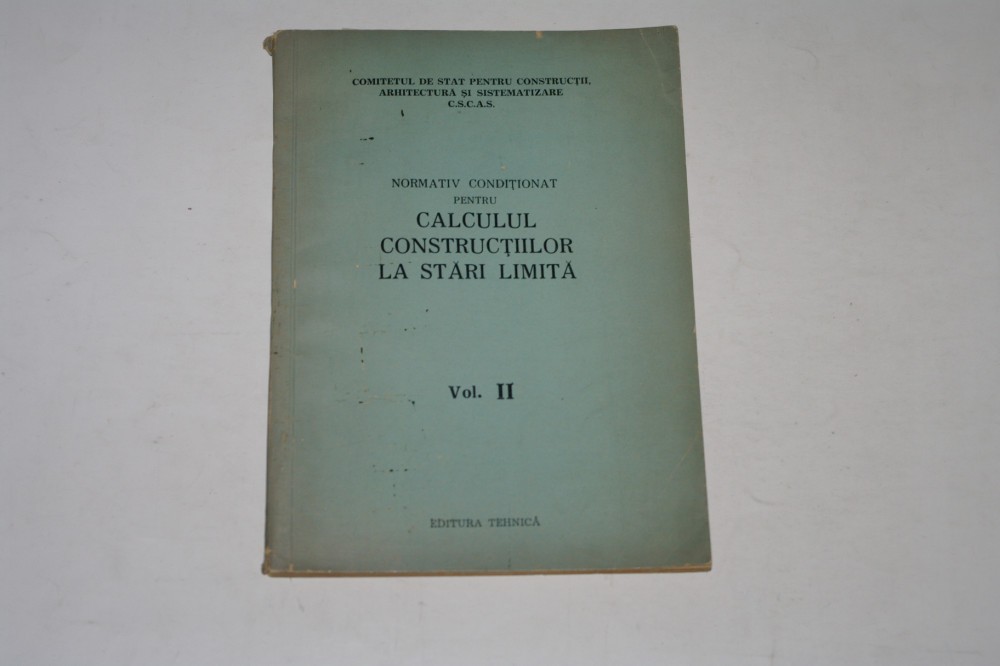 COMITETUL DE STAT PENTRU CONSTRUCŢII,
ARHITECTURĂ ŞI SISTEMATIZARE
C.S.C.A.S.
NORMATIV CONDIŢIONAT
PENTRU
CALCULUL
CONSTRUCŢIILOR
LA STĂRI LIMITĂ
Vol. II
EDITURA TEHNICĂ